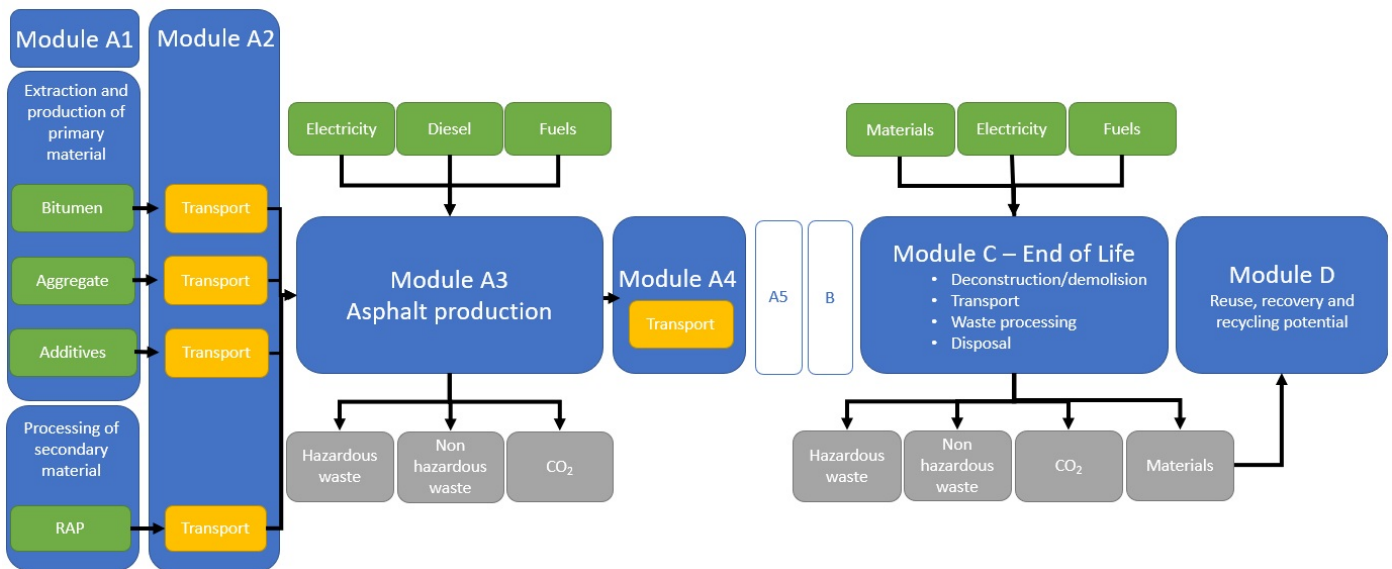 Module A1
Module A2
Extraction and
production of
primary
material
Bitumen
Transport
Aggregate
Transport
Additives
Transport
Processing of
secondary
material
RAP
Transport
Electricity
Diesel
Fuels
Module A3
Asphalt production
Hazardous
waste
Non
hazardous
waste
CO₂
Module A4
Transport
A5
B
Materials
Electricity
Fuels
Module C – End of Life
• Deconstruction/demolision
• Transport
• Waste processing
• Disposal
Hazardous
waste
Non
hazardous
waste
CO₂
Materials
Module D
Reuse, recovery and
recycling potential